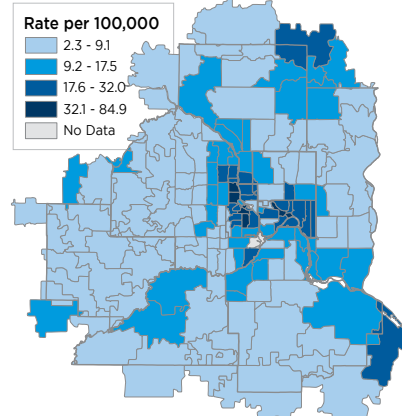 Rate per 100,000
2.3 - 9.1
9.2 - 17.5
17.6 - 32.0
32.1 - 84.9
No Data